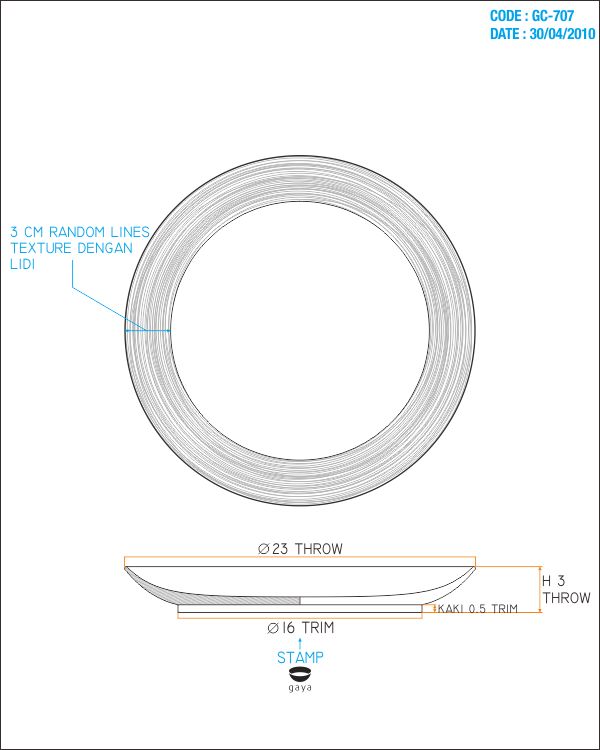 CODE : GC-707
DATE : 30/04/2010
3 CM RANDOM LINES
TEXTURE DENGAN
LIDI
Ø23 THROW
H 3
THROW
KAKI 0.5 TRIM
Ø16 TRIM
STAMP
gaya